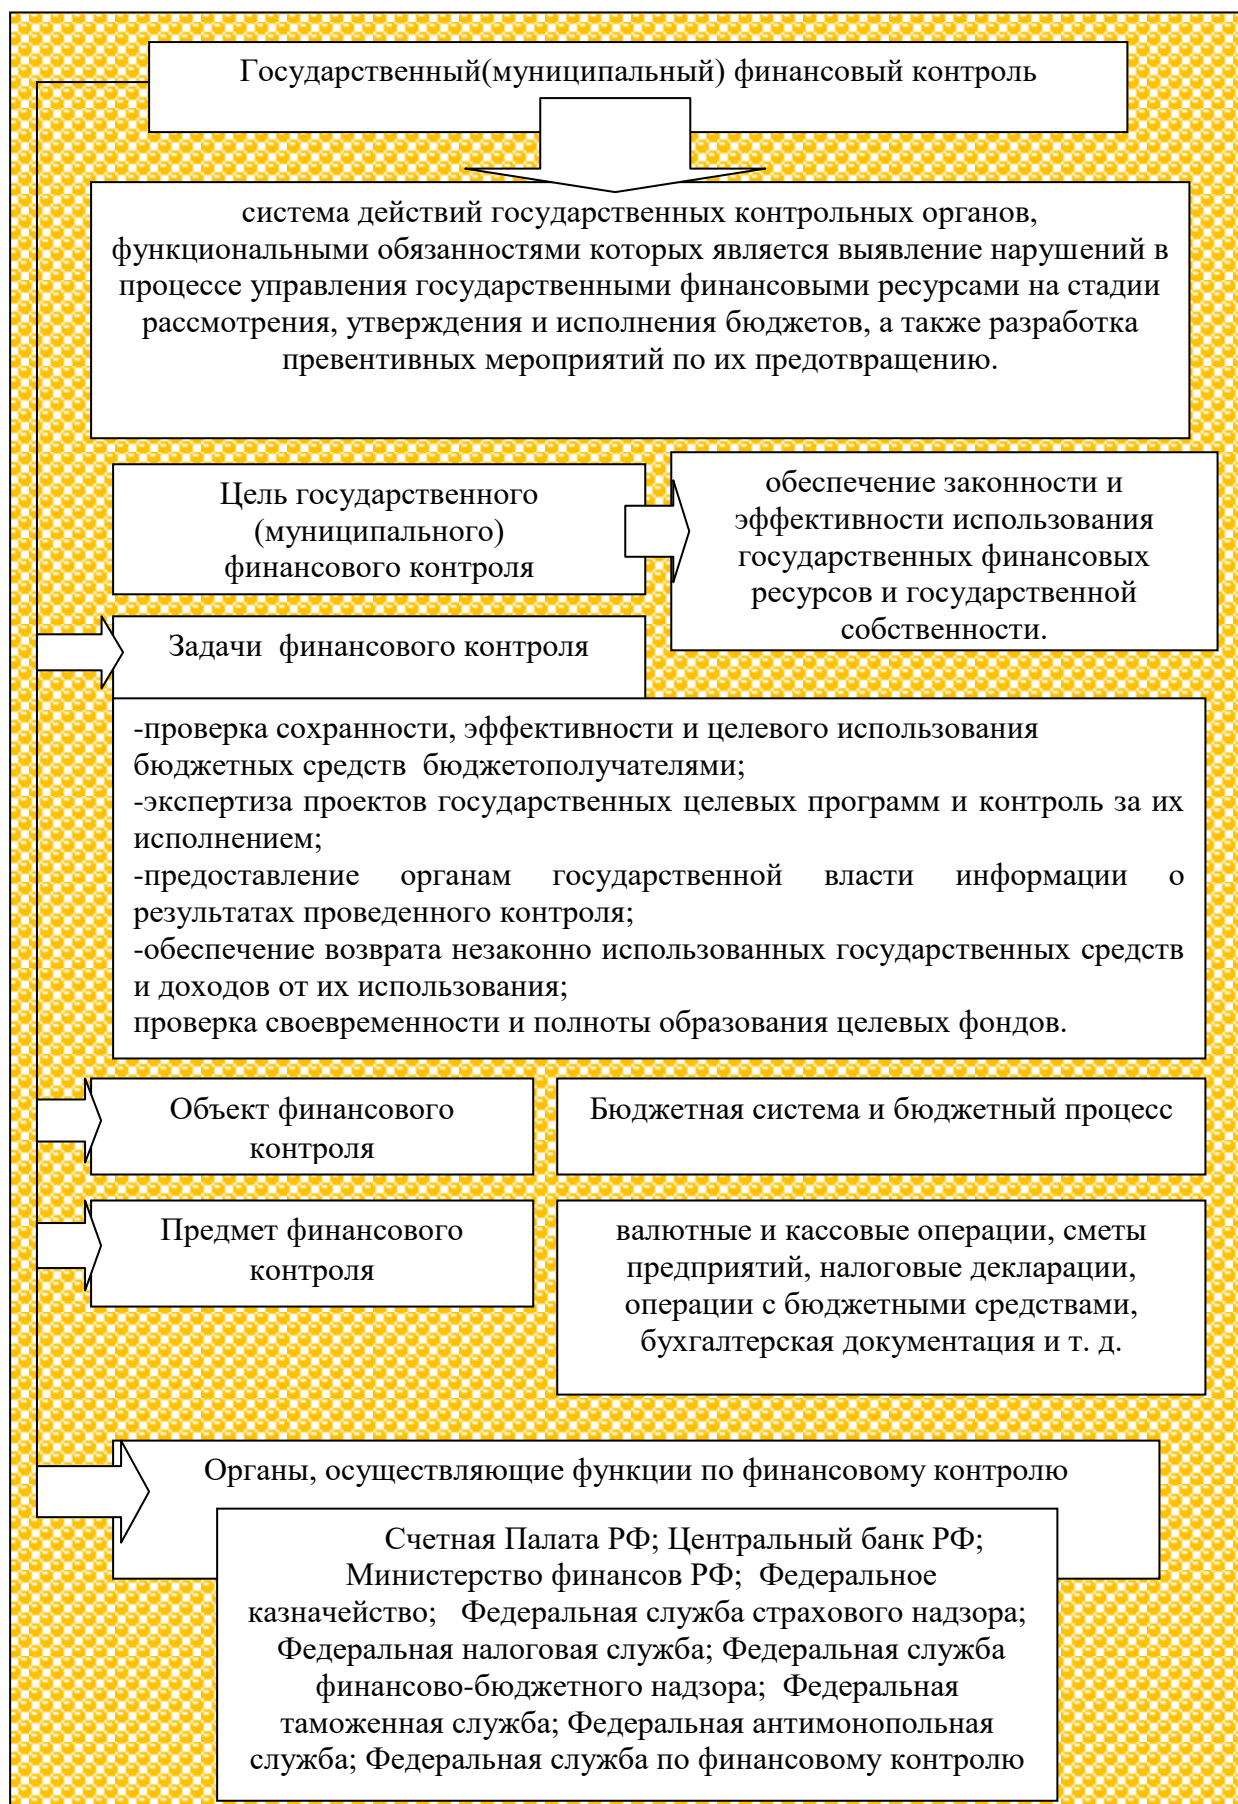 Государственный(муниципальный) финансовый контроль
система действий государственных контрольных органов,
функциональными обязанностями которых является выявление нарушений в
процессе управления государственными финансовыми ресурсами на стадии
рассмотрения, утверждения и исполнения бюджетов, а также разработка
превентивных мероприятий по их предотвращению.
Цель государственного
(муниципального)
финансового контроля
обеспечение законности и
эффективности использования
государственных финансовых
ресурсов и государственной
собственности.
Задачи  финансового контроля
-проверка сохранности, эффективности и целевого использования
бюджетных средств  бюджетополучателями;
-экспертиза проектов государственных целевых программ и контроль за их
исполнением;
-предоставление органам государственной власти информации о
результатах проведенного контроля;
-обеспечение возврата незаконно использованных государственных средств
и доходов от их использования;
проверка своевременности и полноты образования целевых фондов.
Объект финансового
контроля
Бюджетная система и бюджетный процесс
Предмет финансового
контроля
валютные и кассовые операции, сметы
предприятий, налоговые декларации,
операции с бюджетными средствами,
бухгалтерская документация и т. д.
Органы, осуществляющие функции по финансовому контролю
Счетная Палата РФ; Центральный банк РФ;
Министерство финансов РФ;  Федеральное
казначейство;   Федеральная служба страхового надзора;
Федеральная налоговая служба; Федеральная служба
финансово-бюджетного надзора;  Федеральная
таможенная служба; Федеральная антимонопольная
служба; Федеральная служба по финансовому контролю